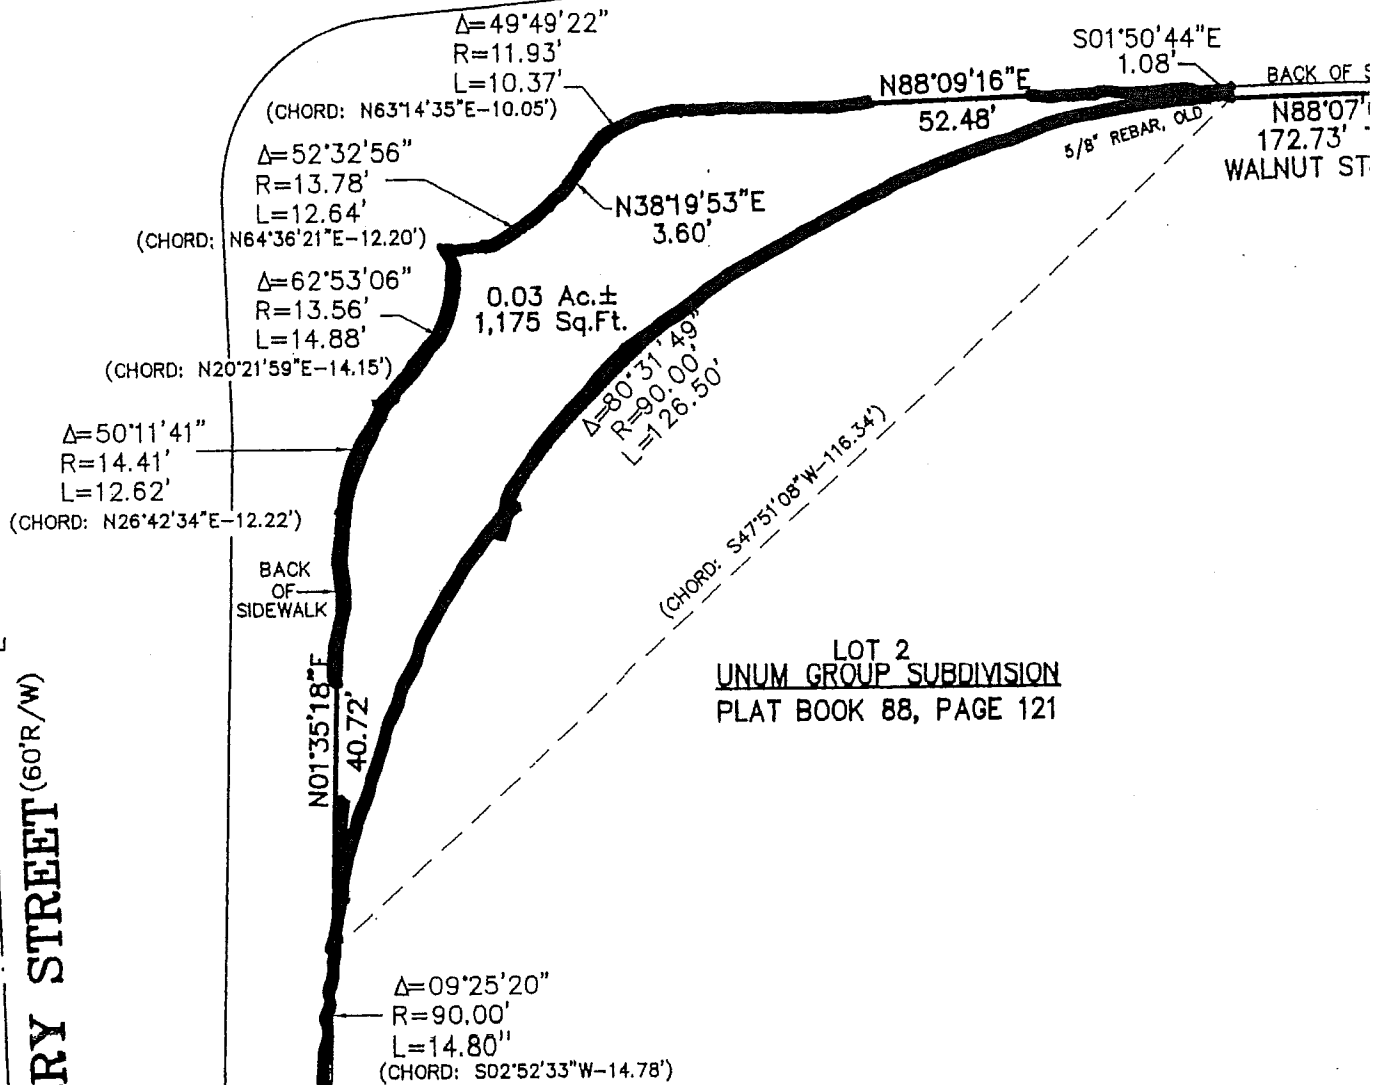 Δ=49°49'22"
R=11.93'
L=10.37'
(CHORD: N63°14'35"E-10.05')
S01°50'44"E
1.08'
N88°09'16"E
52.48'
BACK OF S
N88°07'
172.73'
WALNUT ST
5/8" REBAR, OLD
Δ=52°32'56"
R=13.78'
L=12.64'
(CHORD: N64°36'21"E-12.20')
N38°19'53"E
3.60'
Δ=62°53'06"
R=13.56'
L=14.88'
(CHORD: N20°21'59"E-14.15')
0.03 Ac.±
1,175 Sq.Ft.
Δ=80°31'49"
R=90.00'
L=126.50'
Δ=50°11'41"
R=14.41'
L=12.62'
(CHORD: N26°42'34"E-12.22')
(CHORD: S47°51'08"W-116.34')
BACK
OF
SIDEWALK
N01°35'18"E
40.72'
LOT 2
UNUM GROUP SUBDIVISION
PLAT BOOK 88, PAGE 121
RY STREET (60'R/W)
Δ=09°25'20"
R=90.00'
L=14.80"
(CHORD: S02°52'33"W-14.78')